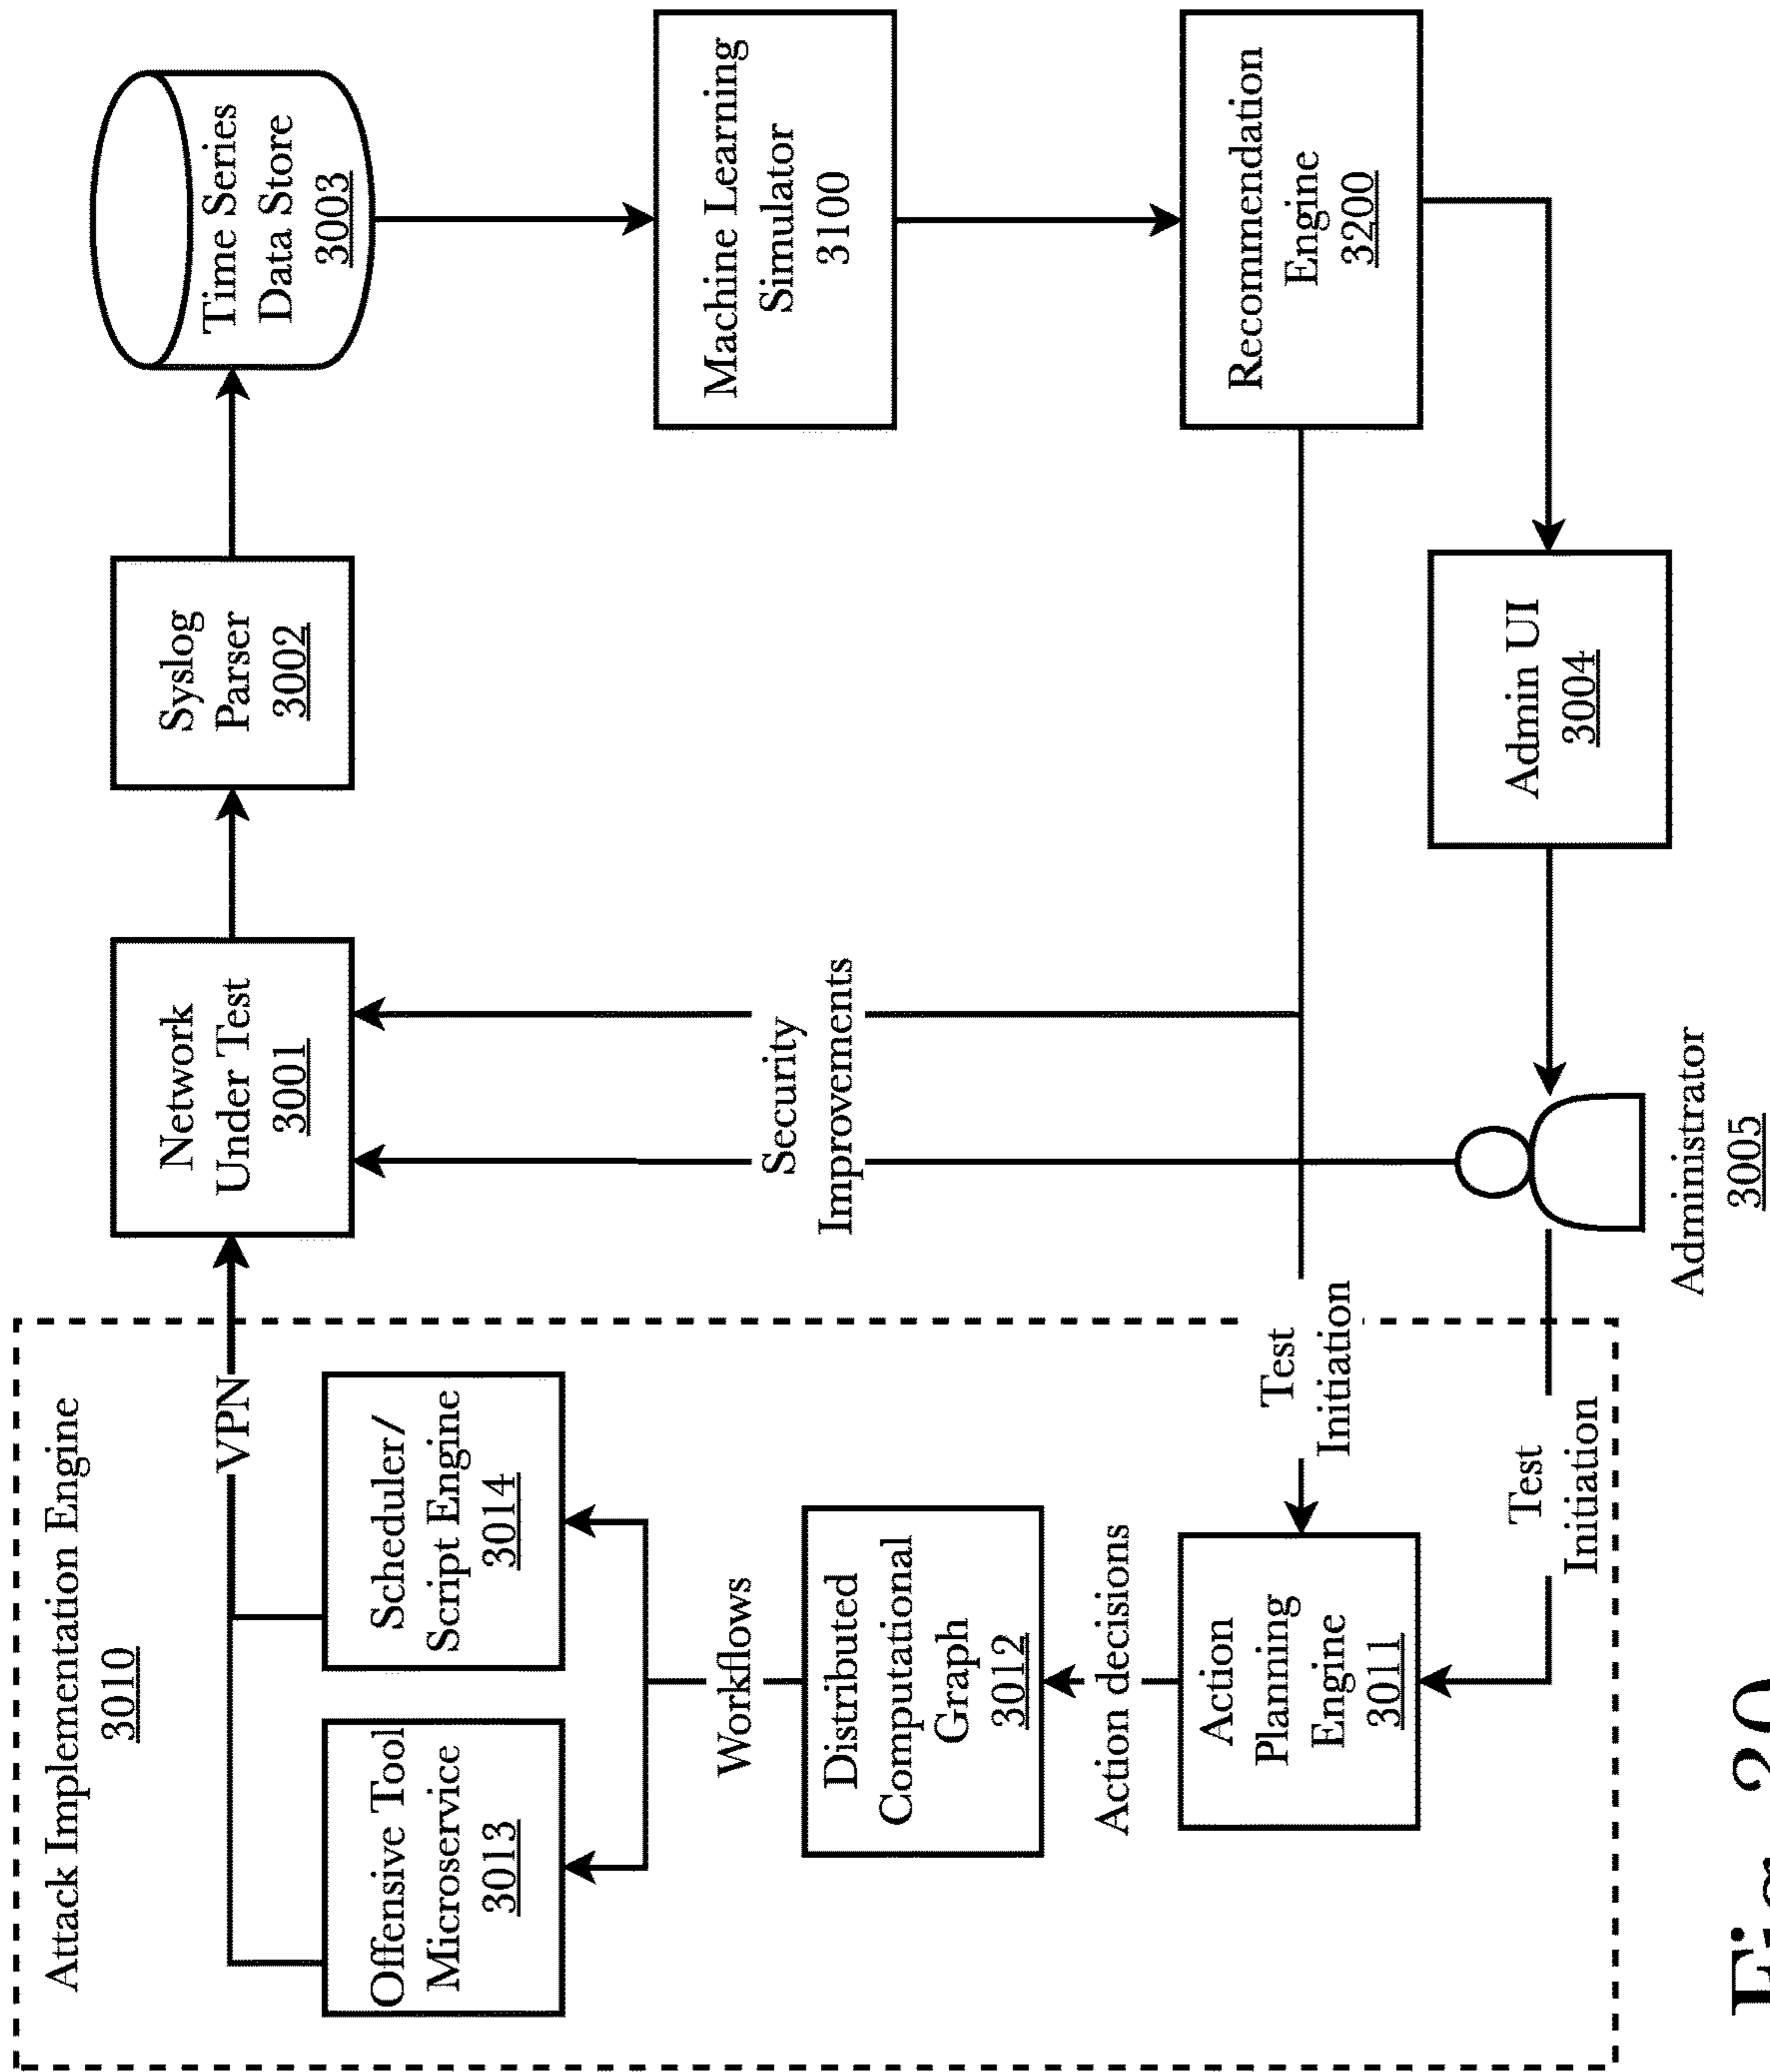 Attack Implementation Engine
3010
VPN
Offensive Tool
Microservice
3013
Scheduler/
Script Engine
3014
Workflows
Distributed
Computational
Graph
3012
Action decisions
Action
Planning
Engine
3011
Test
Initiation
Test
Initiation
Network
Under Test
3001
Syslog
Parser
3002
Time Series
Data Store
3003
Security
Improvements
Machine Learning
Simulator
3100
Recommendation
Engine
3200
Admin UI
3004
Administrator
3005
Fig.